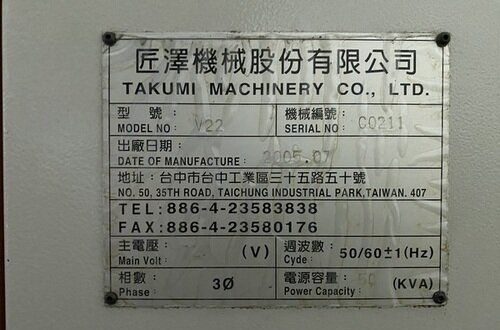 匠澤機械股份有限公司
TAKUMI MACHINERY CO., LTD.
型 號: 機械編號:
MODEL NO: V22 SERIAL NO: C0211
出廠日期:
DATE OF MANUFACTURE: 2005.07
地址: 台中市台中工業區三十五路五十號
NO. 50, 35TH ROAD, TAICHUNG INDUSTRIAL PARK,TAIWAN. 407
TEL:886-4-23583838
FAX:886-4-23580176
主電壓: (V) 週波數: 50/60±1(Hz)
Main Volt : Cycle:
相數: 3Ø 電源容量: (KVA)
Phase : Power Capacity: